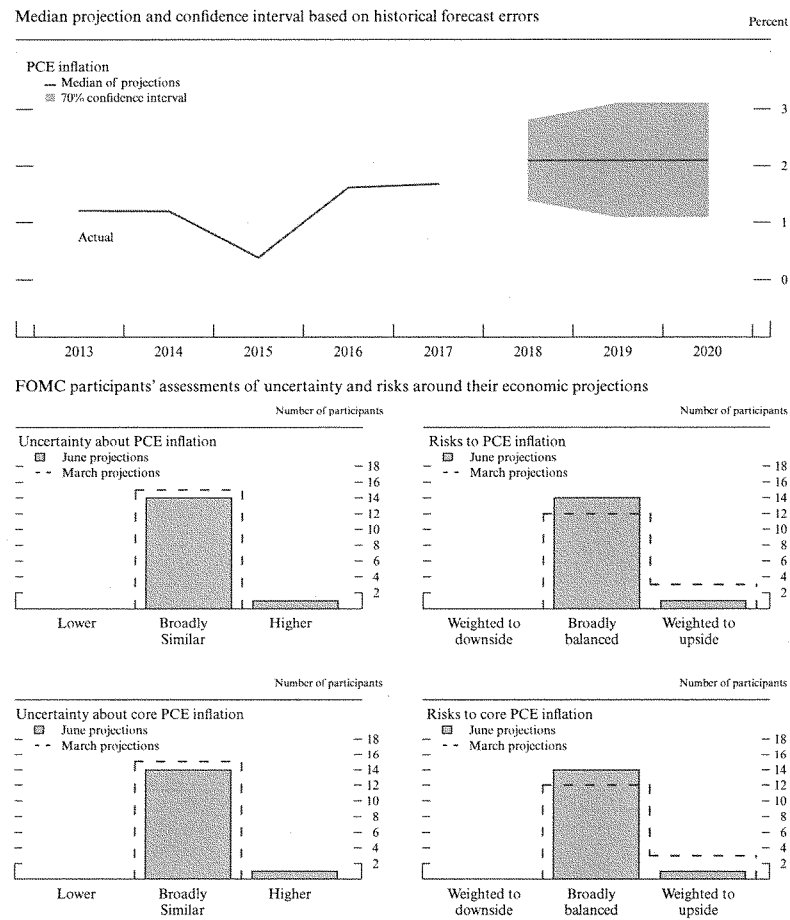 Median projection and confidence interval based on historical forecast errors
Percent
PCE inflation
Median of projections
70% confidence interval
3
2
1
0
Actual
2013 2014 2015 2016 2017 2018 2019 2020
FOMC participants' assessments of uncertainty and risks around their economic projections
Number of participants
Uncertainty about PCE inflation
June projections
March projections
18
16
14
12
10
8
6
4
2
Lower Broadly Similar Higher
Number of participants
Risks to PCE inflation
June projections
March projections
18
16
14
12
10
8
6
4
2
Weighted to downside Broadly balanced Weighted to upside
Number of participants
Uncertainty about core PCE inflation
June projections
March projections
18
16
14
12
10
8
6
4
2
Lower Broadly Similar Higher
Number of participants
Risks to core PCE inflation
June projections
March projections
18
16
14
12
10
8
6
4
2
Weighted to downside Broadly balanced Weighted to upside